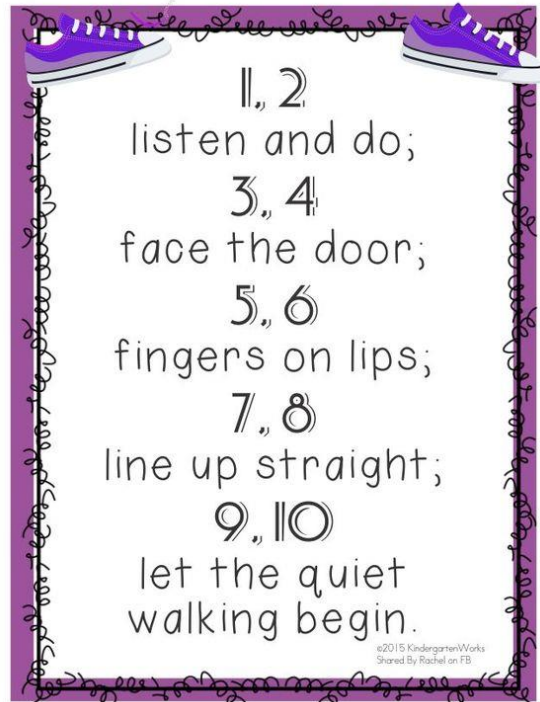 1, 2
listen and do;
3, 4
face the door;
5, 6
fingers on lips;
7, 8
line up straight;
9, 10
let the quiet
walking begin.
©2015 KindergartenWorks
Shared By Rachel on FB